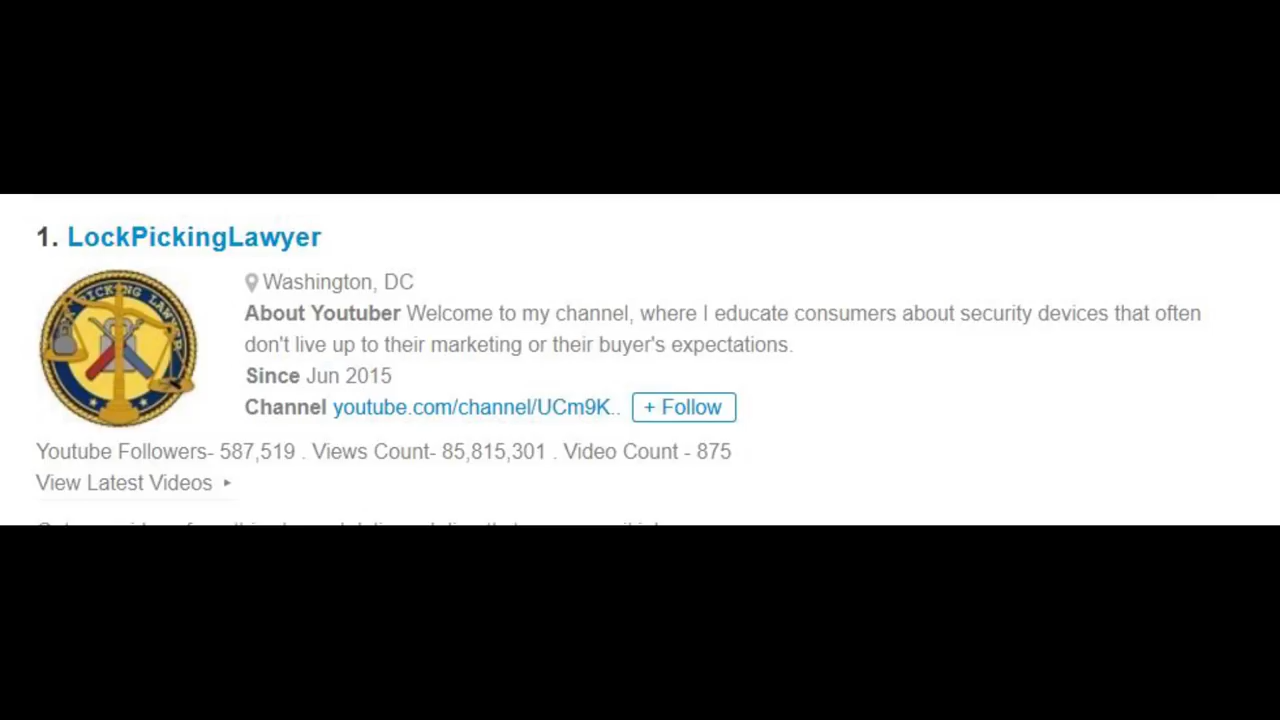 1. LockPickingLawyer
PICKING LAWYER
Washington, DC
About Youtuber Welcome to my channel, where I educate consumers about security devices that often
don't live up to their marketing or their buyer's expectations.
Since Jun 2015
Channel youtube.com/channel/UCm9K.. + Follow
Youtube Followers- 587,519 . Views Count- 85,815,301 . Video Count - 875
View Latest Videos ▸